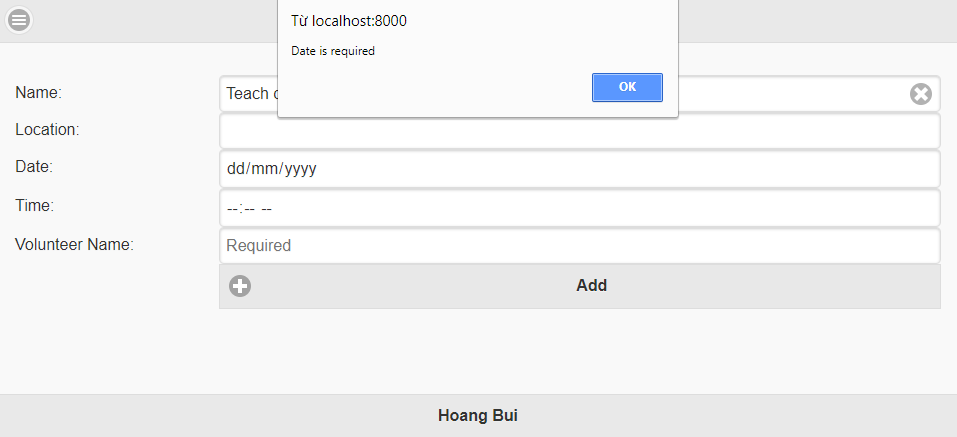 Từ localhost:8000
Date is required
OK
Name: Teach
Location:
Date: dd/mm/yyyy
Time: --:-- --
Volunteer Name: Required
Add
Hoang Bui